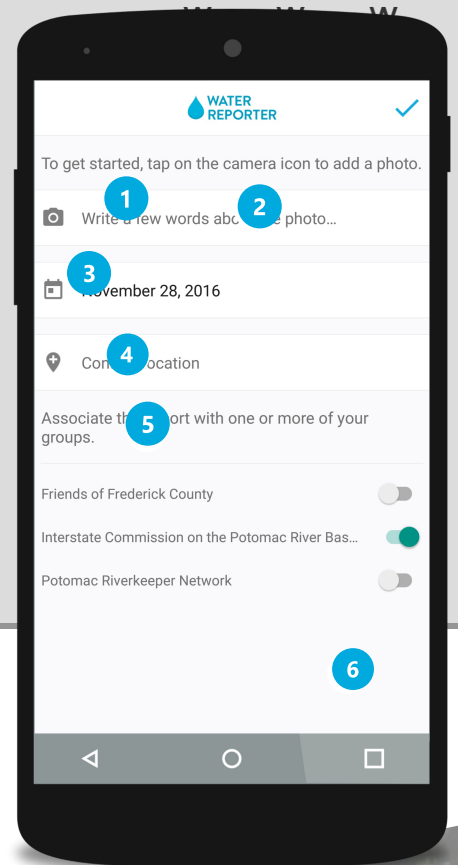 WATER
REPORTER
To get started, tap on the camera icon to add a photo.
1
2
Write a few words photo...
3
November 28, 2016
4
5
Associate with one or more of your
groups.
Friends of Frederick County
Interstate Commission on the Potomac River Bas...
Potomac Riverkeeper Network
6